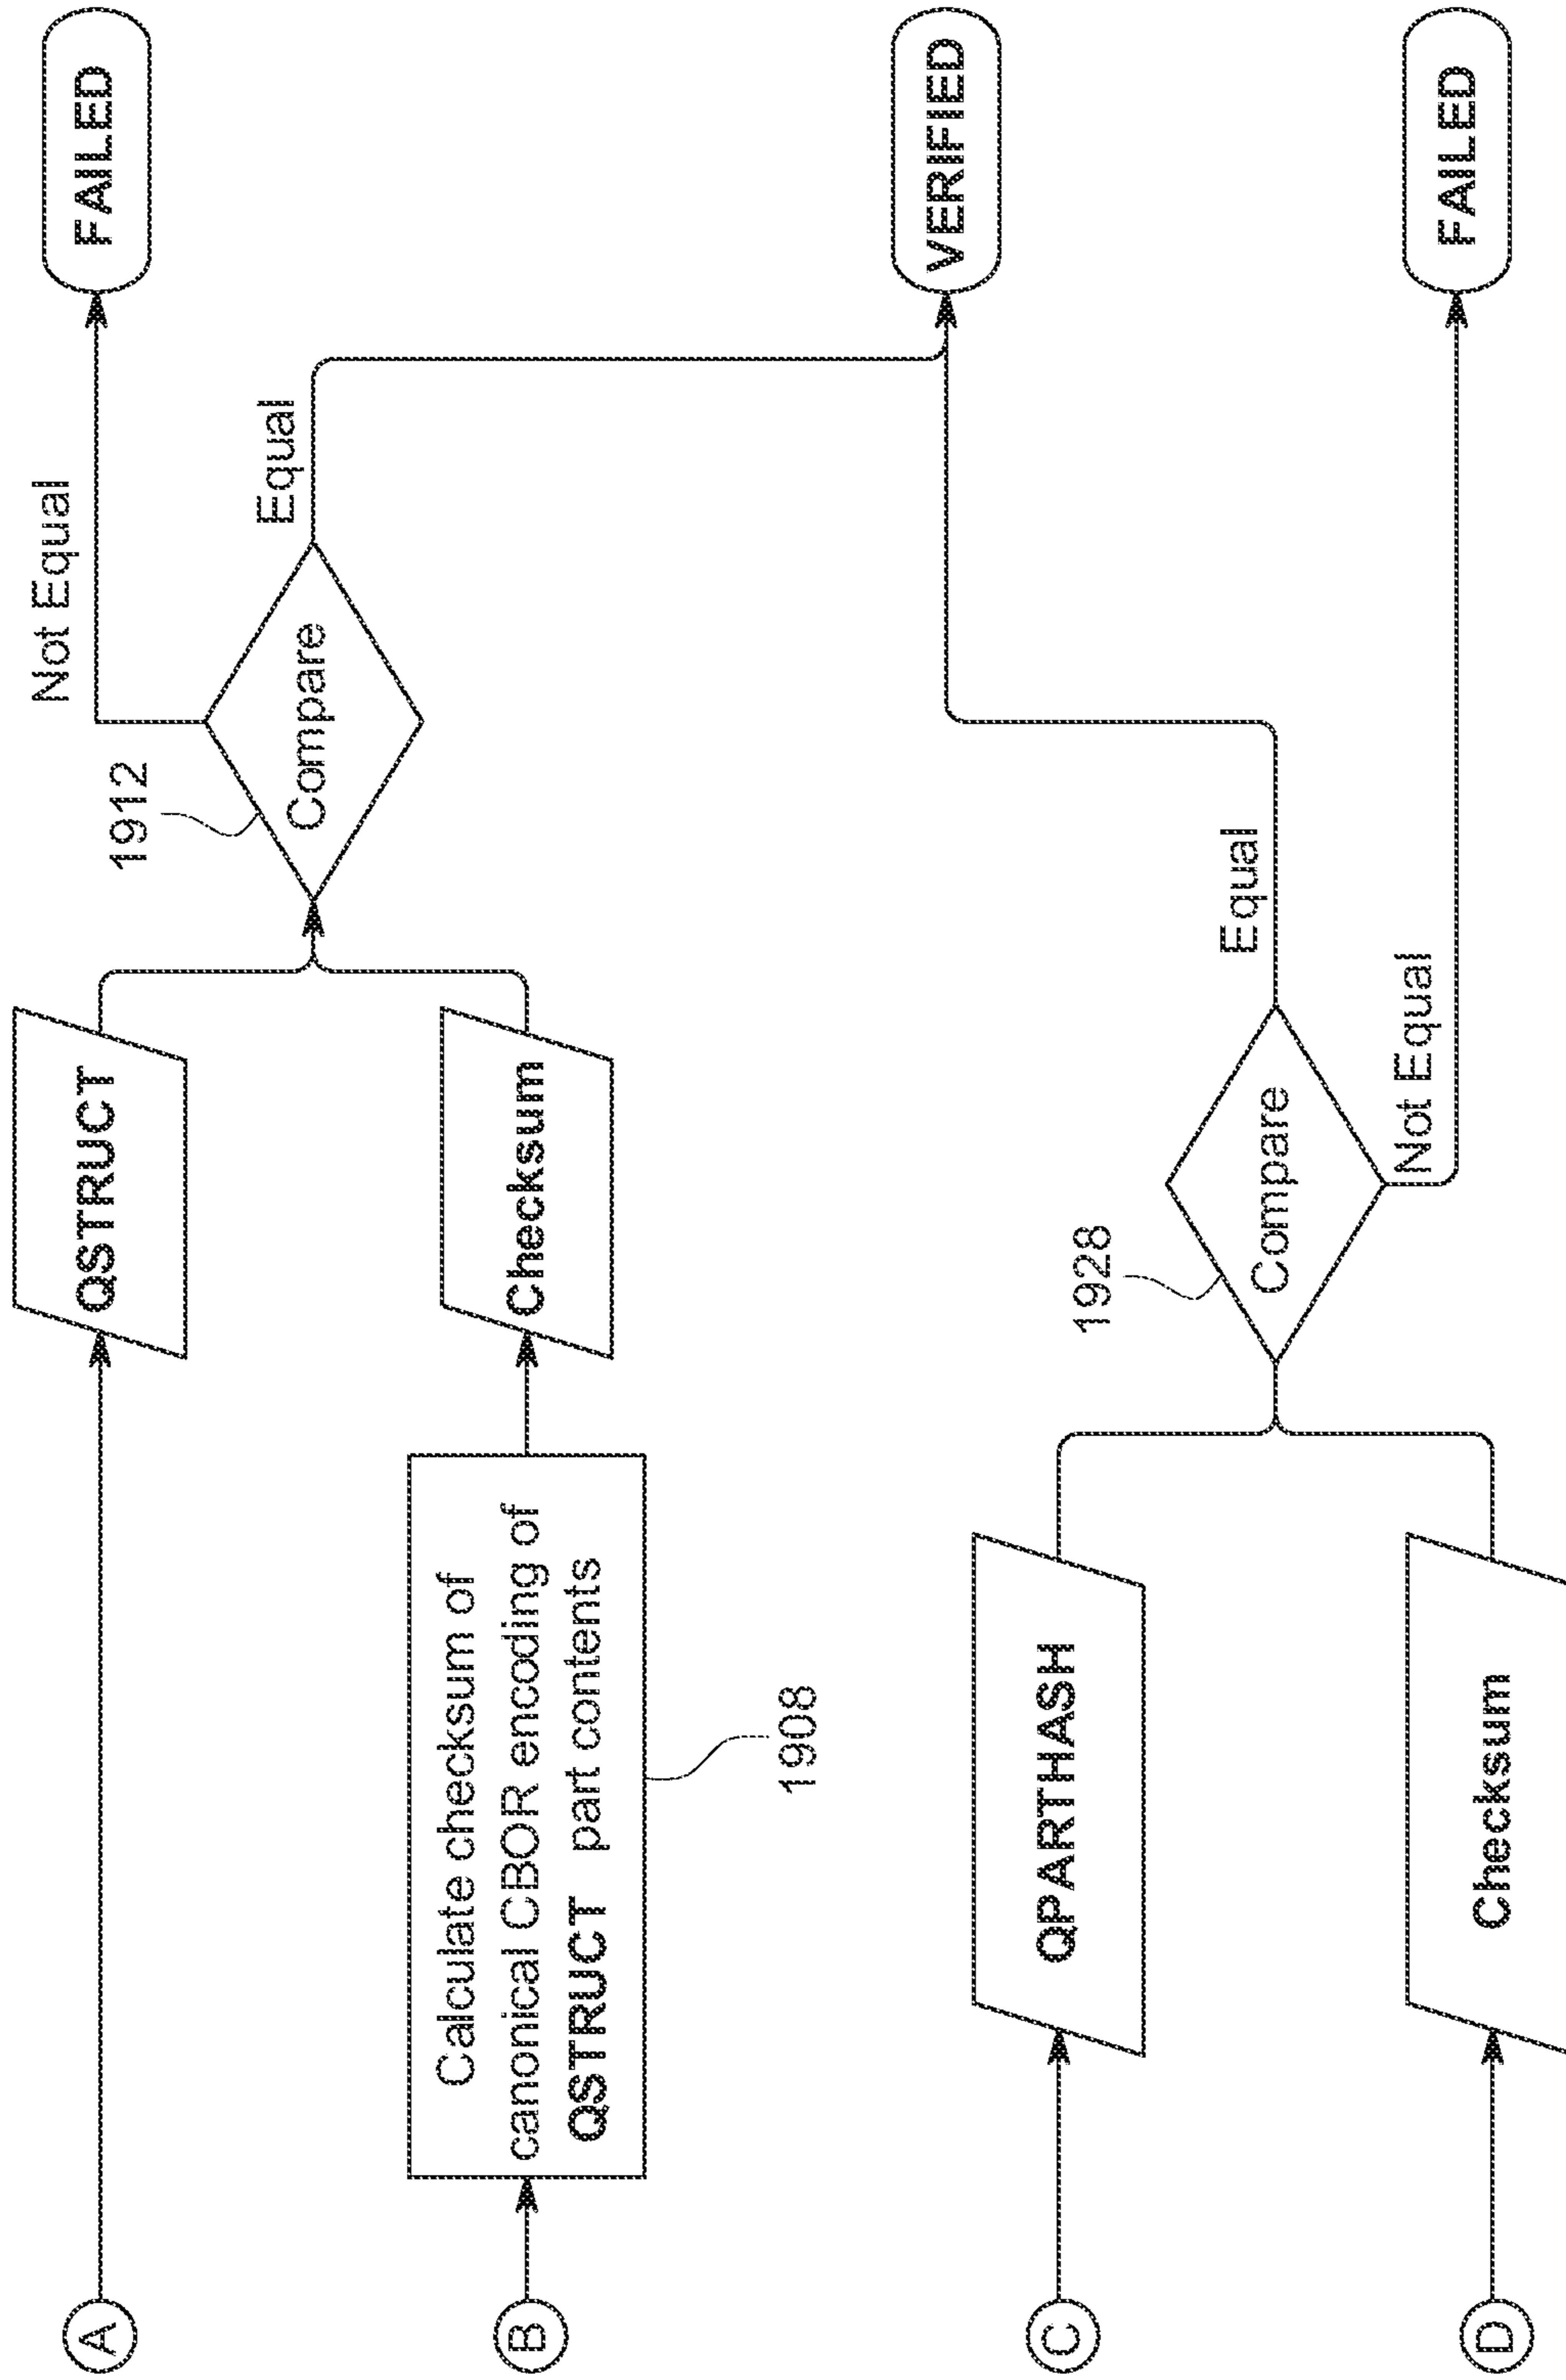 A
QSTRUCT
1912
Compare
Not Equal
FAILED
Equal
B
Calculate checksum of
canonical CBOR encoding of
QSTRUCT part contents
1908
Checksum
VERIFIED
C
QPARTHASH
1928
Compare
Equal
Not Equal
FAILED
D
Checksum